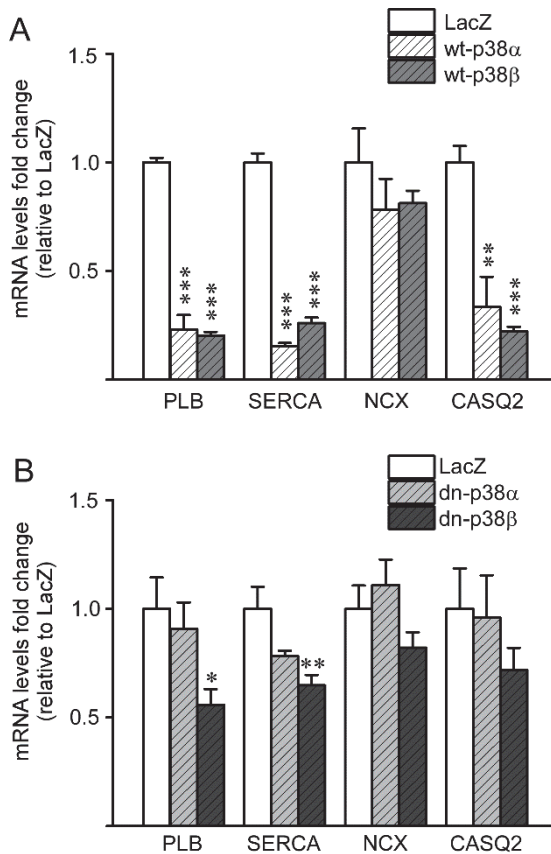 A
LacZ
wt-p38α
wt-p38β
mRNA levels fold change
(relative to LacZ)
1.5
1.0
0.5
***
***
***
***
**
***
PLB SERCA NCX CASQ2
B
LacZ
dn-p38α
dn-p38β
mRNA levels fold change
(relative to LacZ)
1.5
1.0
0.5
*
**
PLB SERCA NCX CASQ2